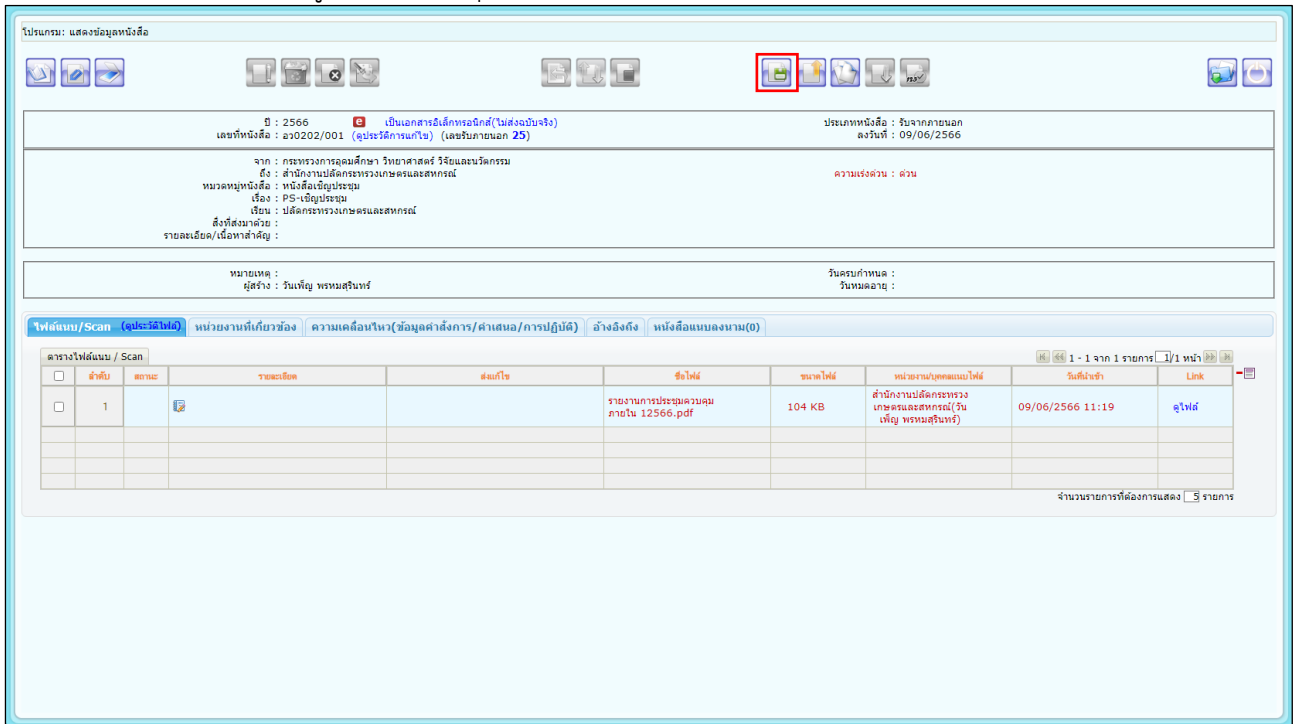 โปรแกรม: แสดงข้อมูลหนังสือ
nsv
ปี : 2566 e เป็นเอกสารอิเล็กทรอนิกส์(ไม่ส่งฉบับจริง) ประเภทหนังสือ : รับจากภายนอก
เลขที่หนังสือ : อว0202/001 (ดูประวัติการแก้ไข) (เลขรับภายนอก 25) ลงวันที่ : 09/06/2566
จาก : กระทรวงการอุดมศึกษา วิทยาศาสตร์ วิจัยและนวัตกรรม
ถึง : สำนักงานปลัดกระทรวงเกษตรและสหกรณ์ ความเร่งด่วน : ด่วน
หมวดหมู่หนังสือ : หนังสือเชิญประชุม
เรื่อง : PS-เชิญประชุม
เรียน : ปลัดกระทรวงเกษตรและสหกรณ์
สิ่งที่ส่งมาด้วย :
รายละเอียด/เนื้อหาสำคัญ :
หมายเหตุ : วันครบกำหนด :
ผู้สร้าง : วันเพ็ญ พรหมสุรินทร์ วันหมดอายุ :
ไฟล์แนบ/Scan (ดูประวัติไฟล์) หน่วยงานที่เกี่ยวข้อง ความเคลื่อนไหว(ข้อมูลคำสั่งการ/คำเสนอ/การปฏิบัติ) อ้างอิงถึง หนังสือแนบลงนาม(0)
ตารางไฟล์แนบ / Scan 1 - 1 จาก 1 รายการ 1/1 หน้า
ลำดับ สถานะ รายละเอียด ส่งแก้ไข ชื่อไฟล์ ขนาดไฟล์ หน่วยงาน/บุคคลแนบไฟล์ วันที่นำเข้า Link
1 รายงานการประชุมควบคุม
ภายใน 12566.pdf 104 KB สำนักงานปลัดกระทรวง
เกษตรและสหกรณ์(วัน
เพ็ญ พรหมสุรินทร์) 09/06/2566 11:19 ดูไฟล์
จำนวนรายการที่ต้องการแสดง 5 รายการ